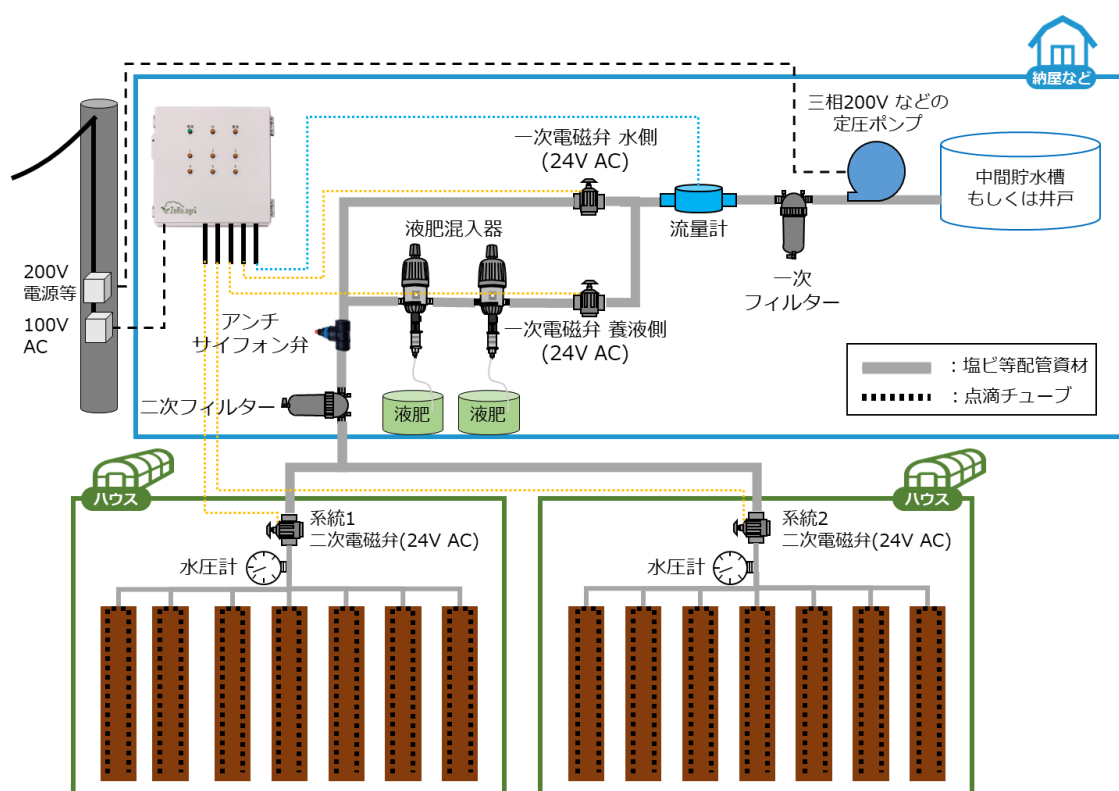 納屋など
三相200V などの
定圧ポンプ
一次電磁弁 水側
(24V AC)
中間貯水槽
もしくは井戸
ZeRo.agri
液肥混入器
流量計
200V
電源等
一次
フィルター
100V
AC
アンチ
サイフォン弁
一次電磁弁 養液側
(24V AC)
:塩ビ等配管資材
:点滴チューブ
二次フィルター
液肥
液肥
ハウス
ハウス
系統1
二次電磁弁(24V AC)
系統2
二次電磁弁(24V AC)
水圧計
水圧計